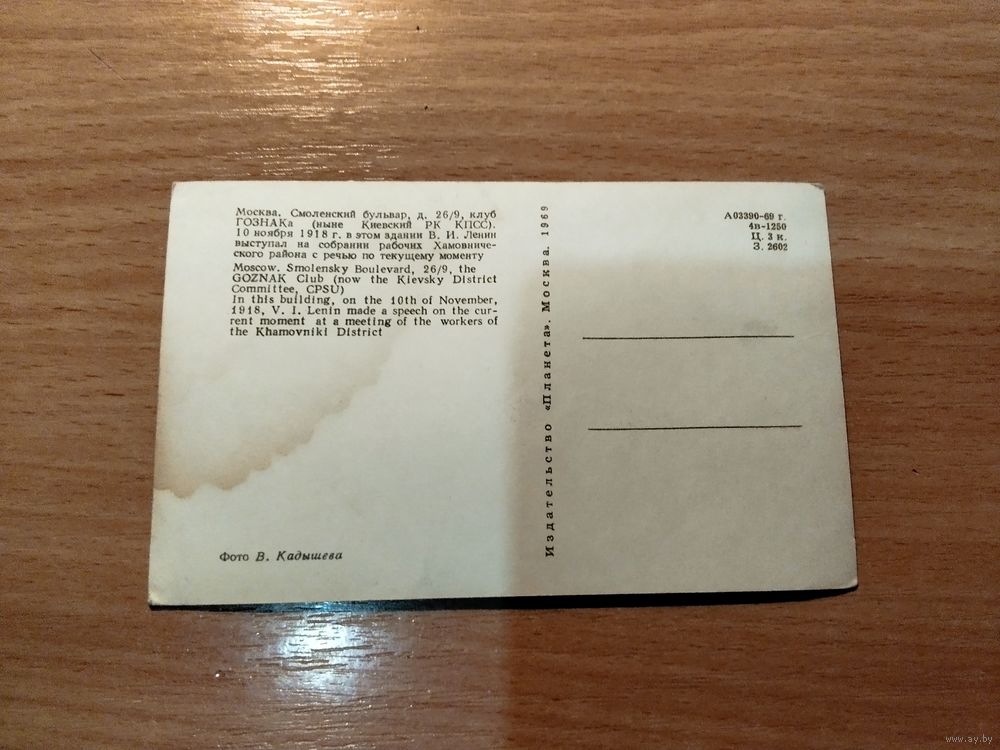 Москва. Смоленский бульвар, д. 26/9, клуб
ГОЗНАКа (ныне Киевский РК КПСС).
10 ноября 1918 г. в этом здании В. И. Ленин
выступал на собрании рабочих Хамовниче-
ского района с речью по текущему моменту
Moscow. Smolensky Boulevard, 26/9, the
GOZNAK Club (now the Kievsky District
Committee, CPSU)
In this building, on the 10th of November,
1918, V. I. Lenin made a speech on the cur-
rent moment at a meeting of the workers of
the Khamovniki District
Фото В. Кадышева
Издательство «Планета». Москва. 1969
А03390-69 г.
4в-1250
Ц. 3 к.
З. 2602
www.ay.by